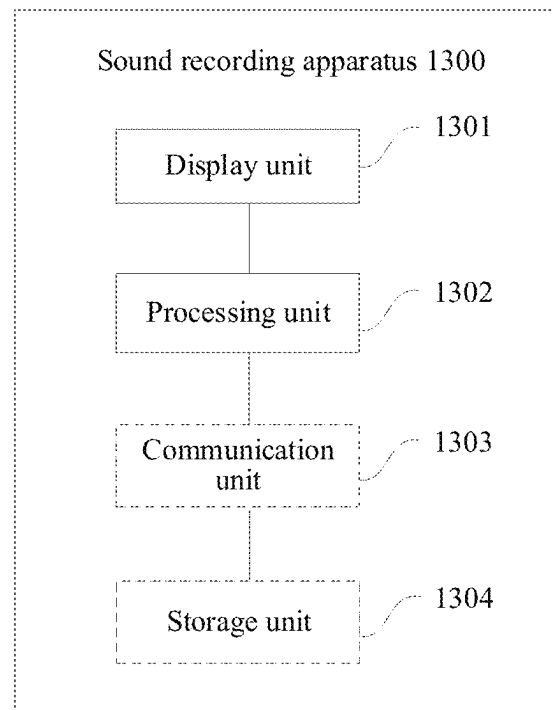 Sound recording apparatus 1300
1301
Display unit
1302
Processing unit
1303
Communication
unit
1304
Storage unit